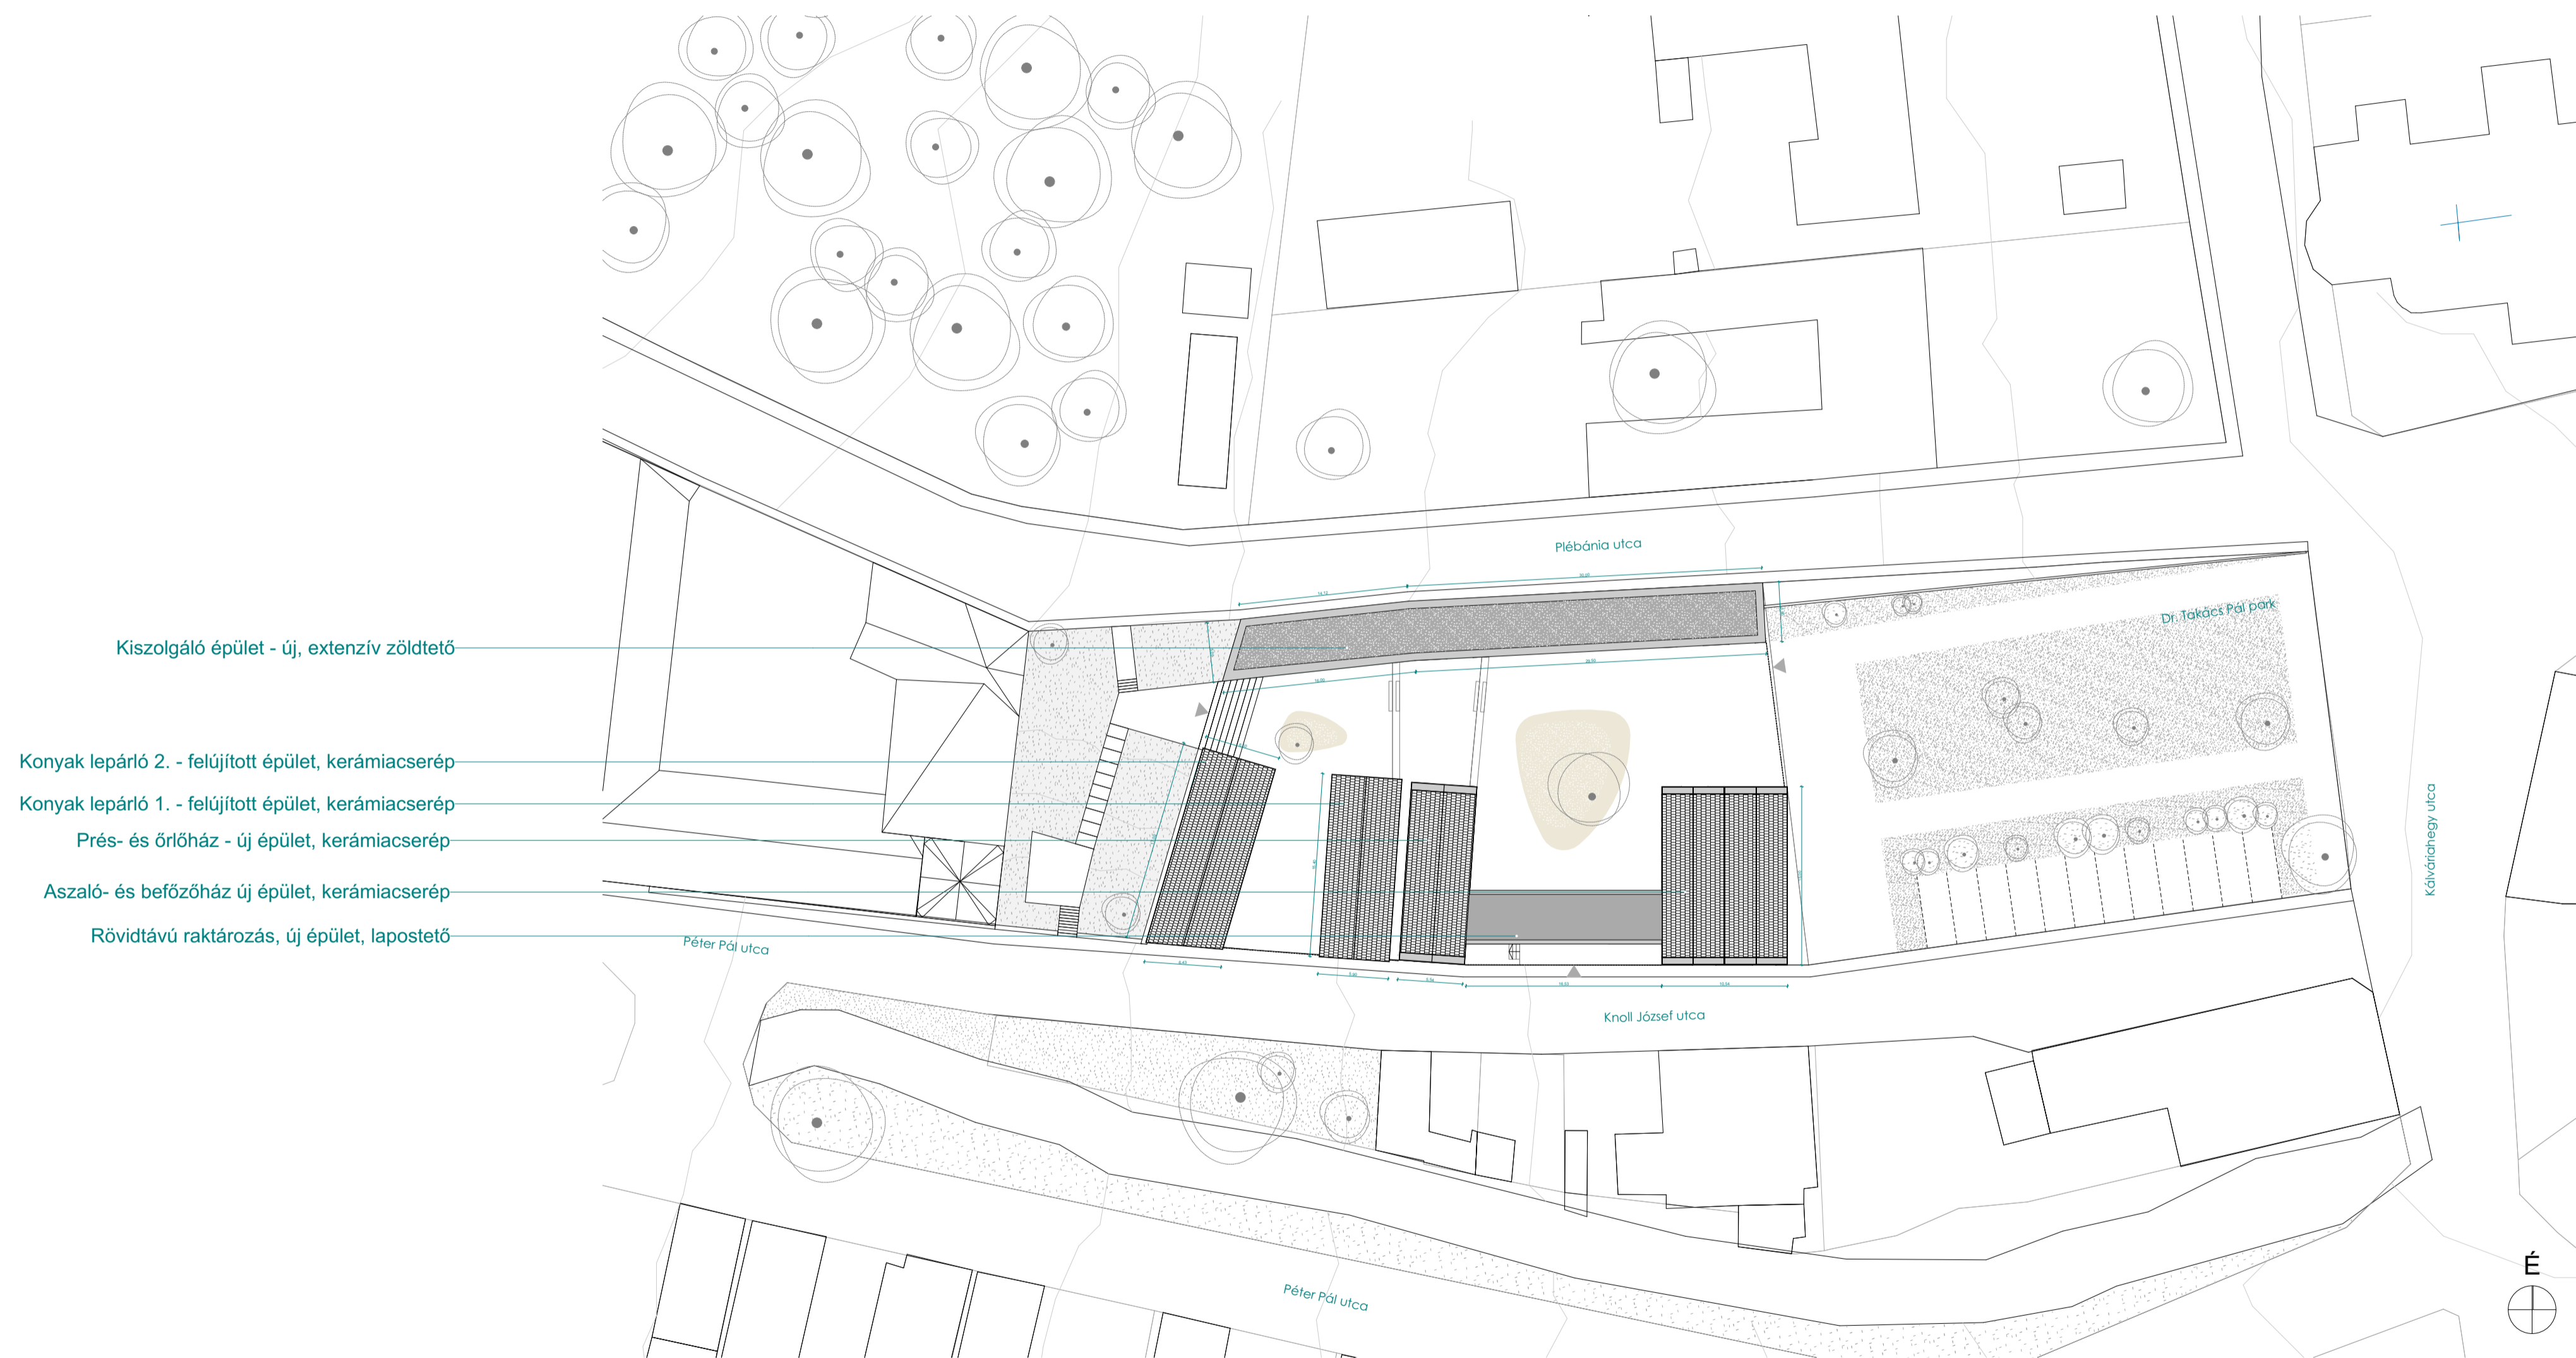 Plébánia utca
Dr. Takács Pál park
Kiszolgáló épület - új, extenzív zöldtető
Konyak lepárló 2. - felújított épület, kerámiacserép
Konyak lepárló 1. - felújított épület, kerámiacserép
Prés- és őrlőház - új épület, kerámiacserép
Aszaló- és befőzőház új épület, kerámiacserép
Rövidtávú raktározás, új épület, lapostető
Kálváriahegy utca
Péter Pál utca
Knoll József utca
Péter Pál utca
É